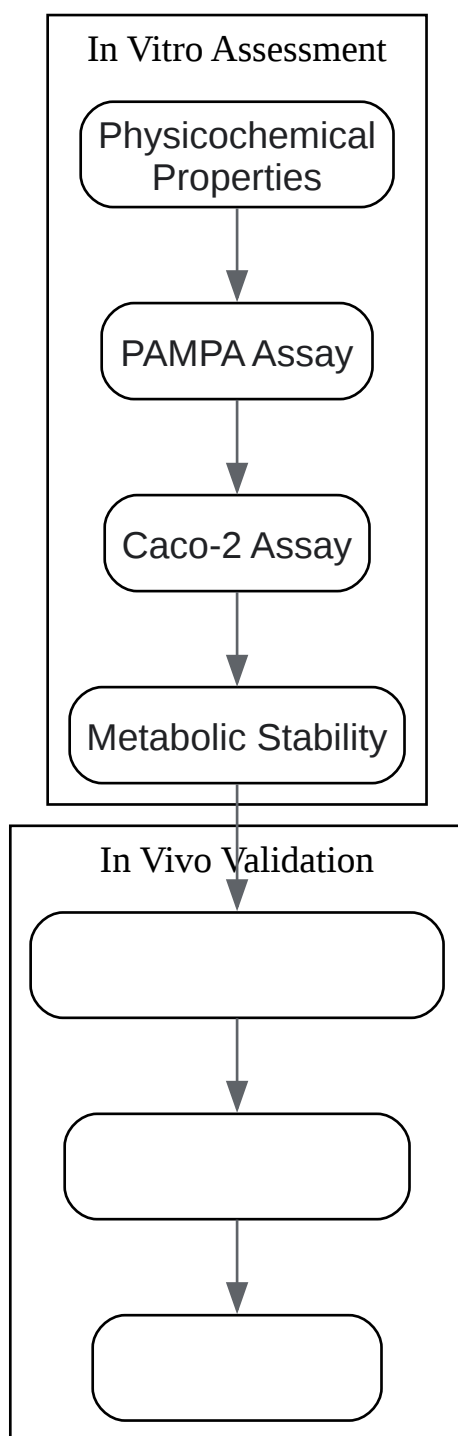 In Vitro Assessment
Physicochemical
Properties
PAMPA Assay
Caco-2 Assay
Metabolic Stability
In Vivo Validation